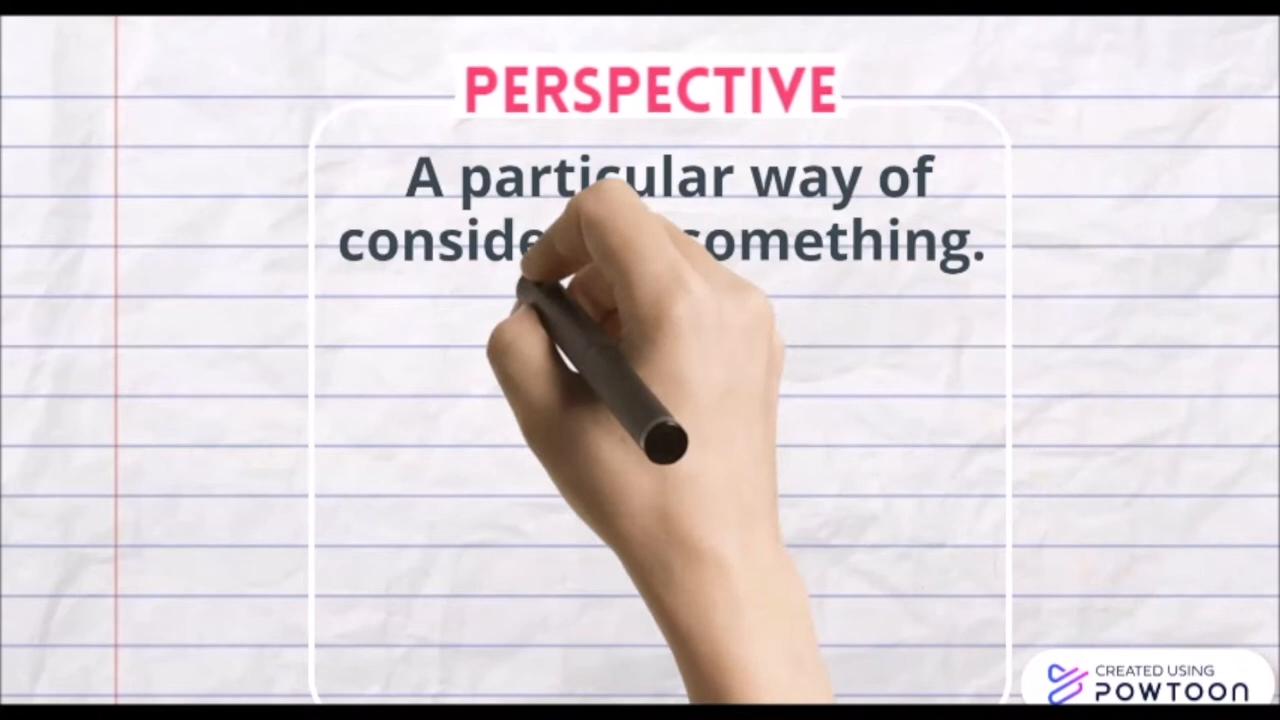 PERSPECTIVE
A particular way of
something.
CREATED USING
POWTOON